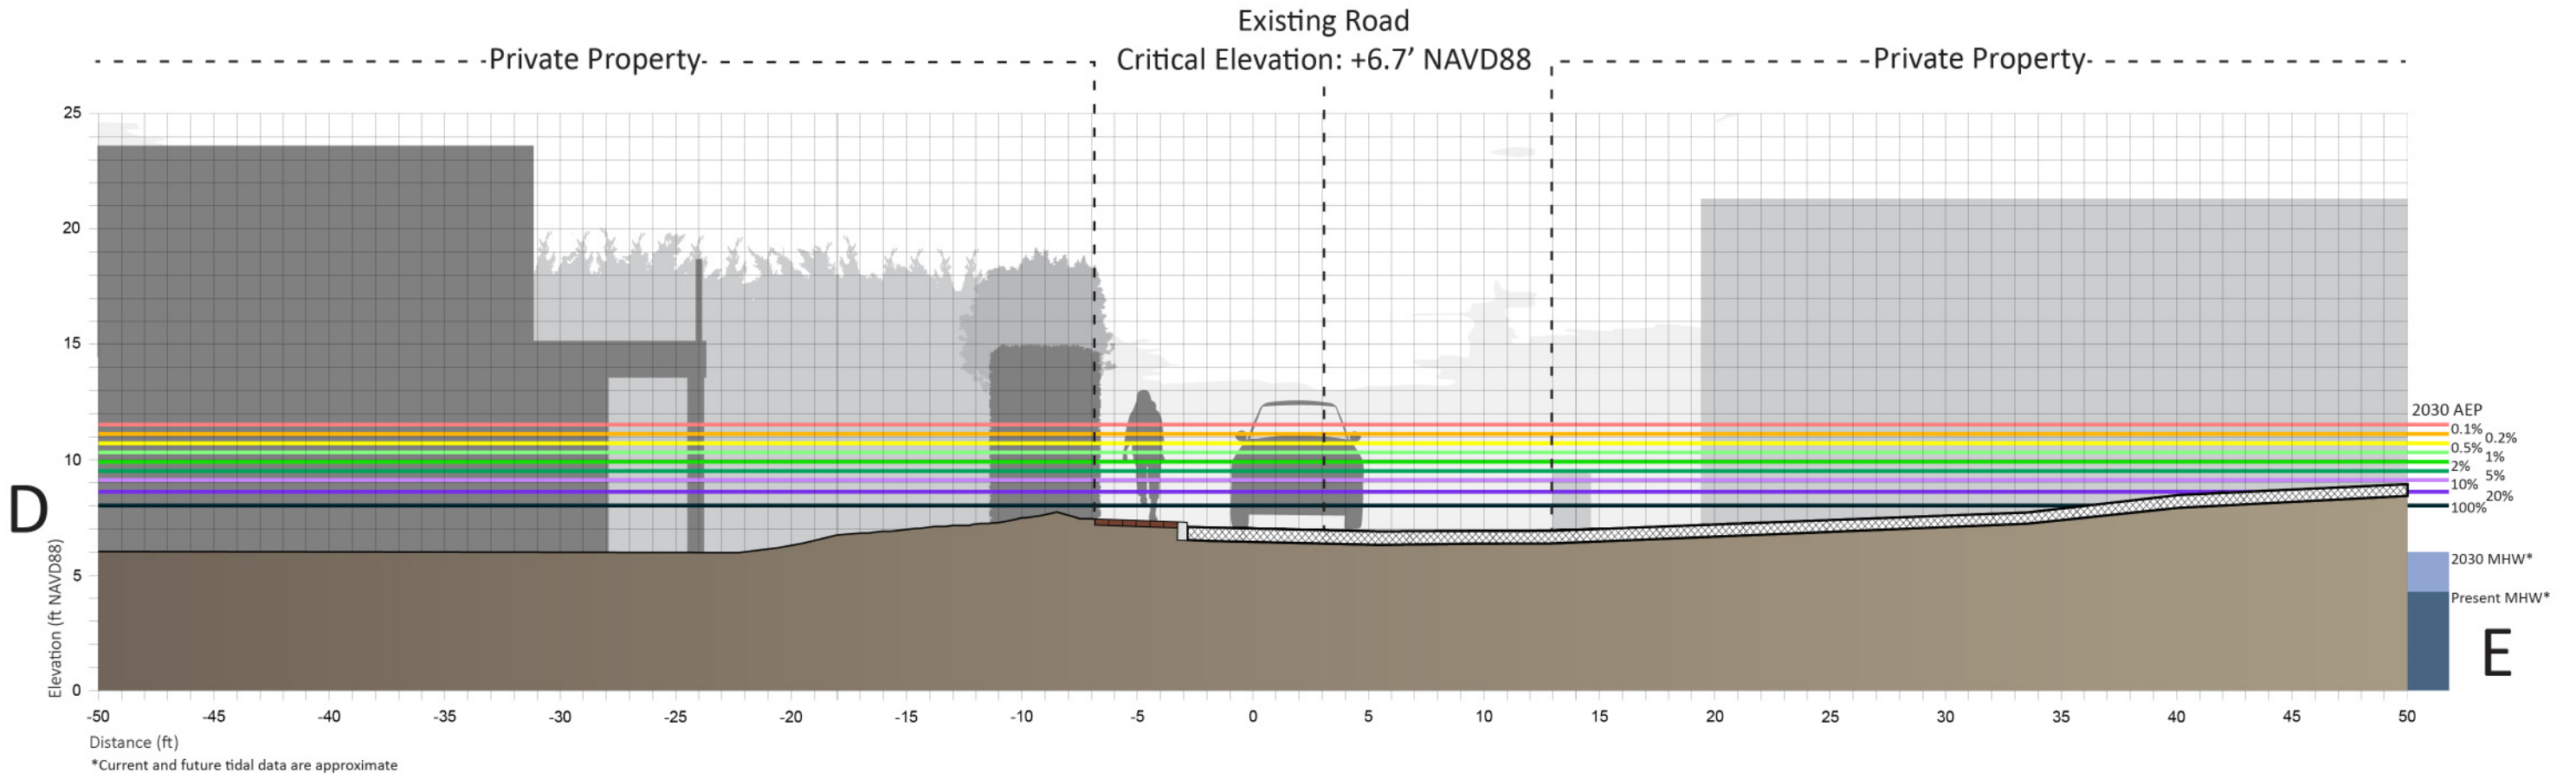 Existing Road
Private Property
Critical Elevation: +6.7’ NAVD88
Private Property
25
20
15
10
5
0
Elevation (ft NAVD88)
D
2030 AEP
0.1%
0.2%
0.5%
1%
2%
5%
10%
20%
100%
2030 MHW*
Present MHW*
E
-50 -45 -40 -35 -30 -25 -20 -15 -10 -5 0 5 10 15 20 25 30 35 40 45 50
Distance (ft)
*Current and future tidal data are approximate